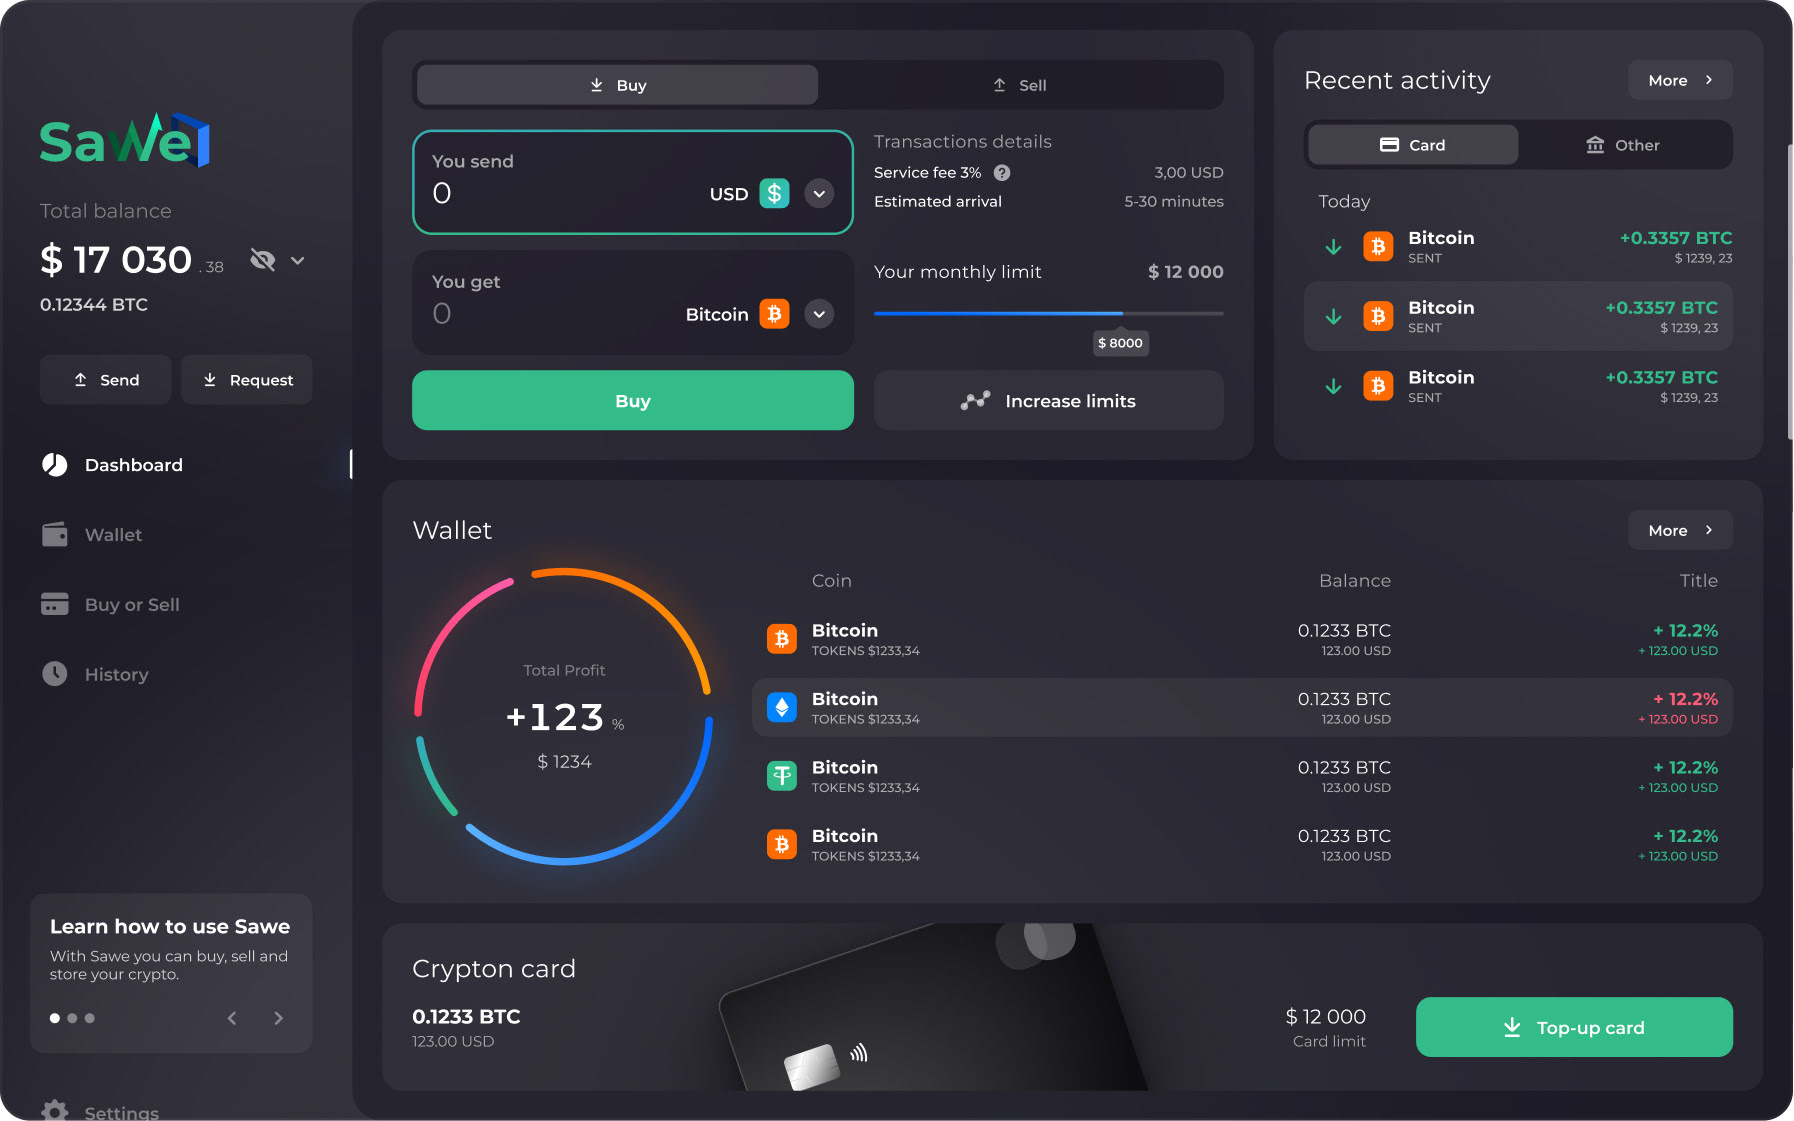 SaWe
Total balance
$ 17 030 . 38
0.12344 BTC
Send
Request
Dashboard
Wallet
Buy or Sell
History
Learn how to use Sawe
With Sawe you can buy, sell and
store your crypto.
Settings
Buy
Sell
You send
0
USD $
You get
0
Bitcoin
Buy
Transactions details
Service fee 3% ?
3,00 USD
Estimated arrival
5-30 minutes
Your monthly limit
$ 12 000
$ 8000
Increase limits
Recent activity
More
Card
Other
Today
Bitcoin
SENT
+0.3357 BTC
$ 1239, 23
Bitcoin
SENT
+0.3357 BTC
$ 1239, 23
Bitcoin
SENT
+0.3357 BTC
$ 1239, 23
Wallet
More
Total Profit
+123 %
$ 1234
Coin
Balance
Title
Bitcoin
TOKENS $1233,34
0.1233 BTC
123.00 USD
+ 12.2%
+ 123.00 USD
Bitcoin
TOKENS $1233,34
0.1233 BTC
123.00 USD
+ 12.2%
+ 123.00 USD
Bitcoin
TOKENS $1233,34
0.1233 BTC
123.00 USD
+ 12.2%
+ 123.00 USD
Bitcoin
TOKENS $1233,34
0.1233 BTC
123.00 USD
+ 12.2%
+ 123.00 USD
Crypton card
0.1233 BTC
123.00 USD
$ 12 000
Card limit
Top-up card